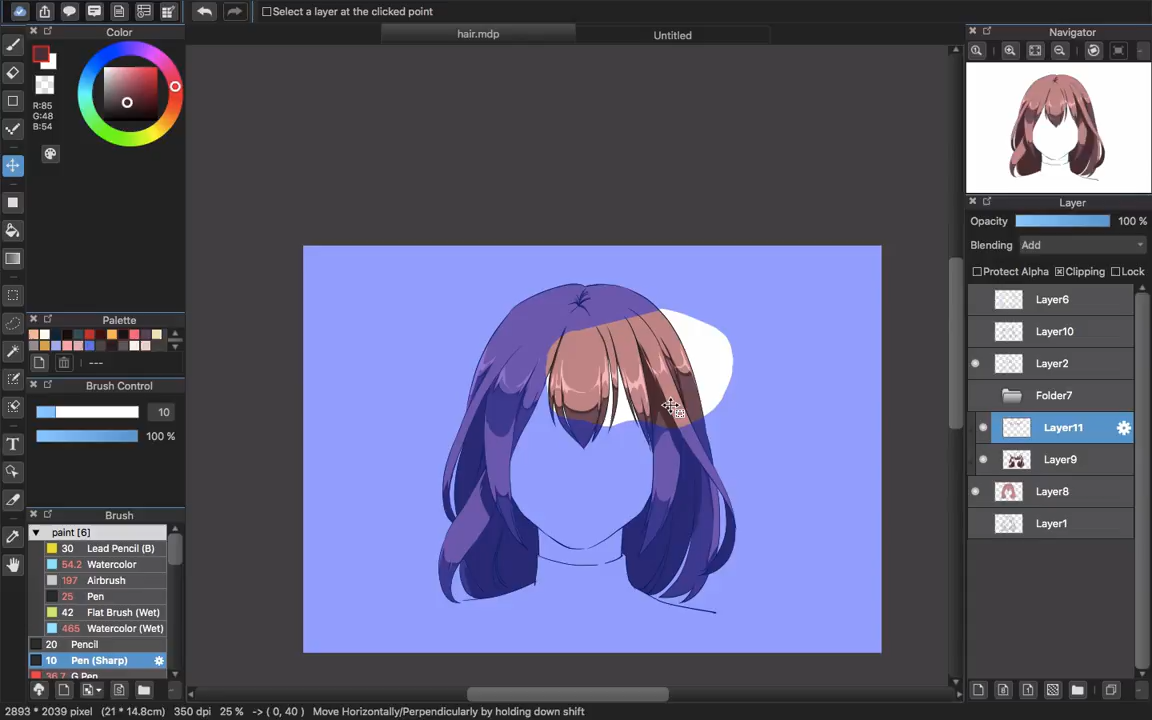 Select a layer at the clicked point
Color
hair.mdp
Untitled
Navigator
R:85
G:48
B:54
Layer
Opacity
100 %
Blending
Add
Protect Alpha
Clipping
Lock
Layer6
Layer10
Layer2
Folder7
Layer11
Layer9
Layer8
Layer1
Palette
---
Brush Control
10
100 %
T
Brush
paint [6]
30 Lead Pencil (B)
54.2 Watercolor
197 Airbrush
25 Pen
42 Flat Brush (Wet)
465 Watercolor (Wet)
20 Pencil
10 Pen (Sharp)
36.7 G Pen
2893 * 2039 pixel (21 * 14.8cm) 350 dpi 25 % -> ( 0, 40 ) Move Horizontally/Perpendicularly by holding down shift